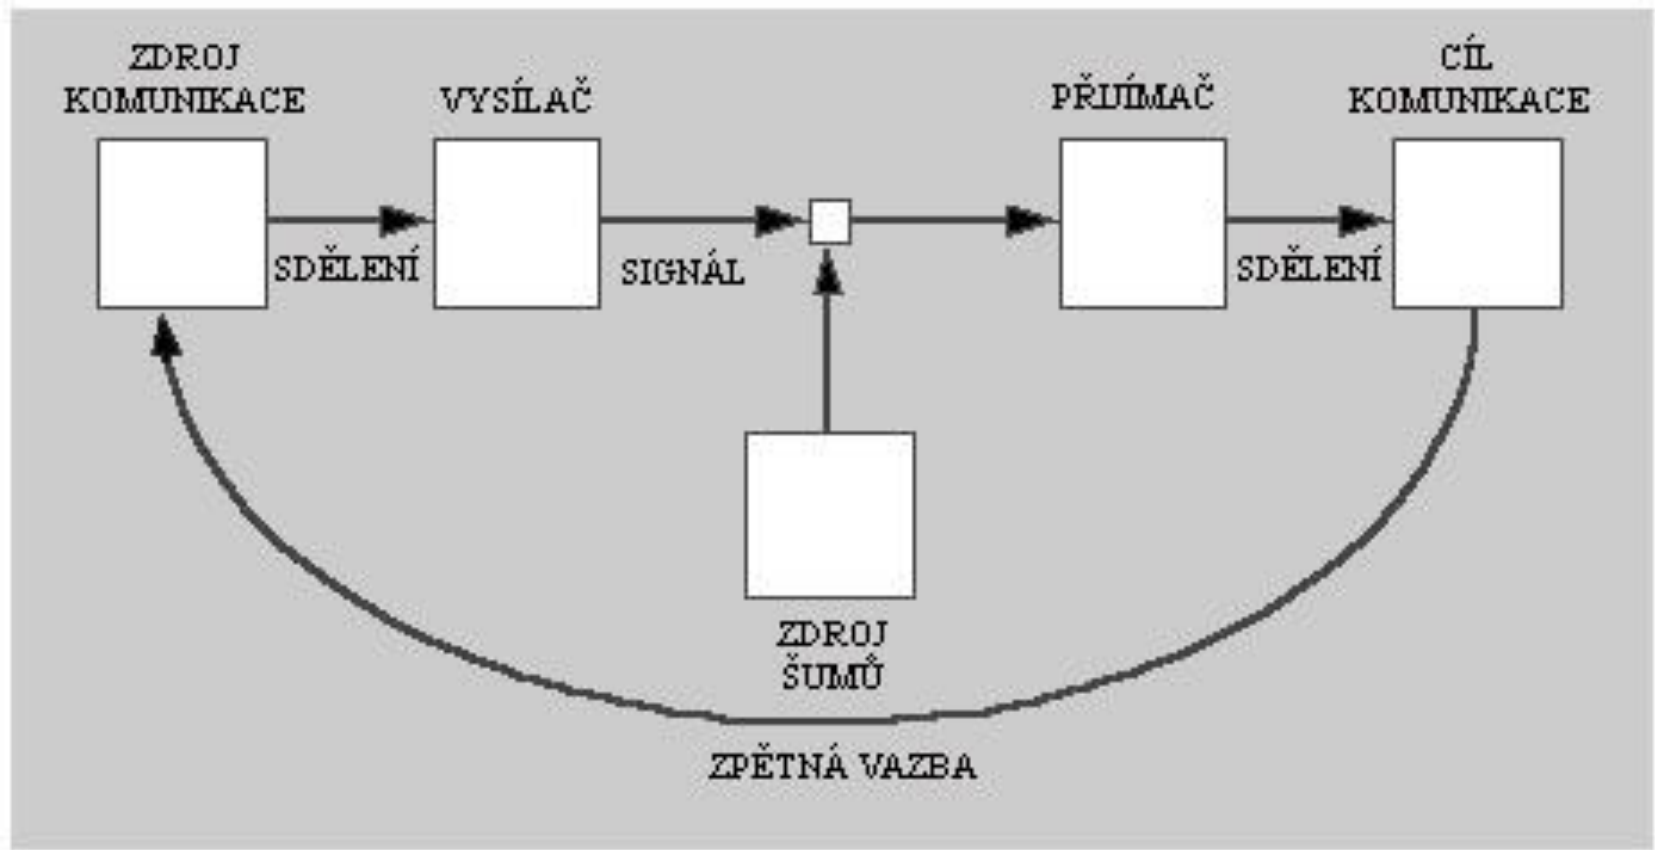 ZDROJ
KOMUNIKACE
VYSÍLAČ
PŘIJÍMAČ
CÍL
KOMUNIKACE
SDĚLENÍ
SIGNÁL
SDĚLENÍ
ZDROJ
ŠUMŮ
ZPĚTNÁ VAZBA